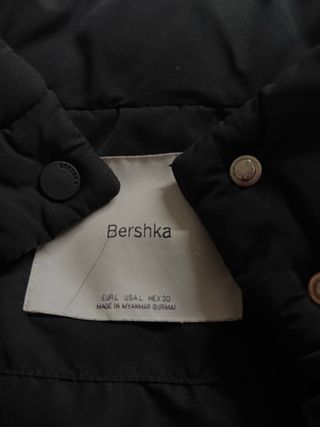 Bershka
EUR L USA L MEX 30
MADE IN MYANMAR (BURMA)